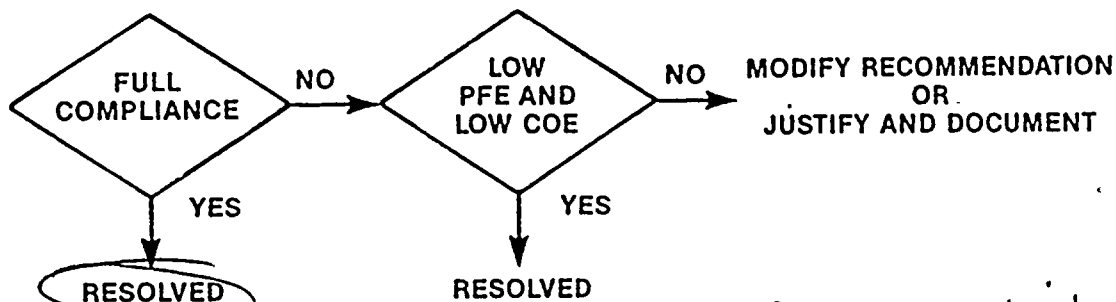 FULL
COMPLIANCE
NO
LOW
PFE AND
LOW COE
NO
MODIFY RECOMMENDATION
OR
JUSTIFY AND DOCUMENT
YES
YES
RESOLVED
RESOLVED